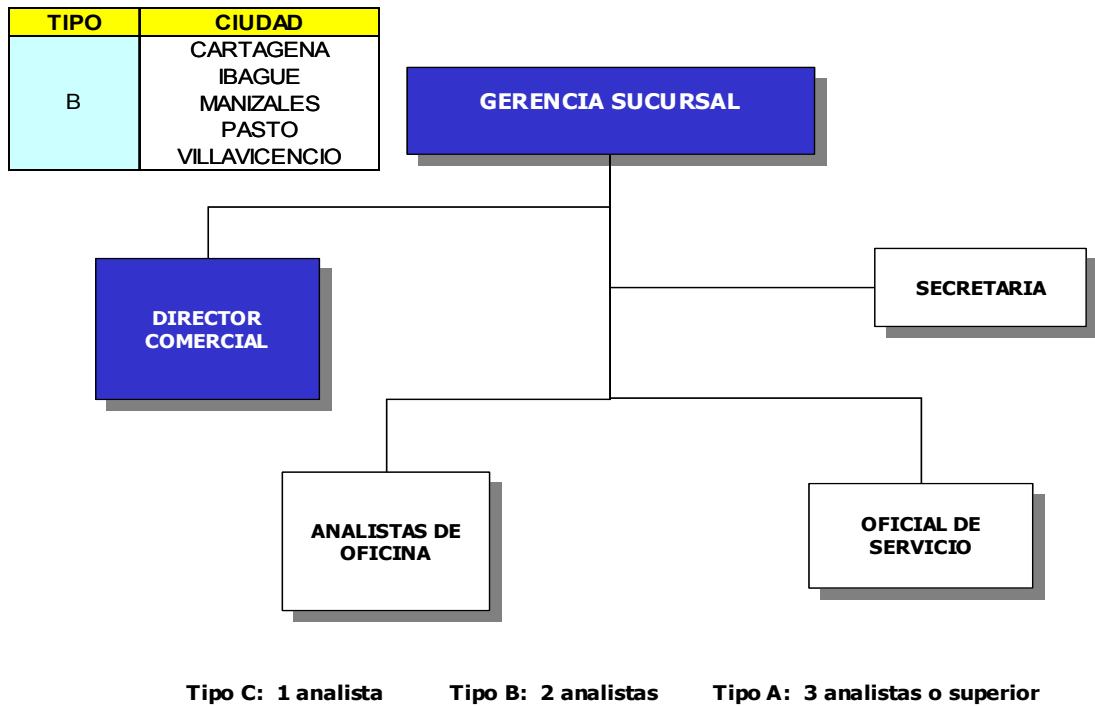 TIPO CIUDAD
B
CARTAGENA
IBAGUE
MANIZALES
PASTO
VILLAVICENCIO
GERENCIA SUCURSAL
DIRECTOR
COMERCIAL
SECRETARIA
ANALISTAS DE
OFICINA
OFICIAL DE
SERVICIO
Tipo C: 1 analista Tipo B: 2 analistas Tipo A: 3 analistas o superior